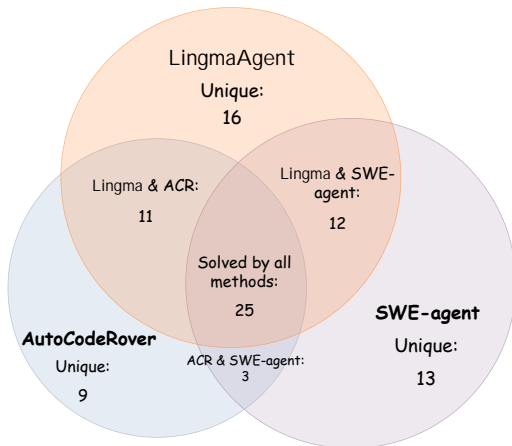 LingmaAgent
Unique:
16
Lingma & ACR:
11
Lingma & SWE-
agent:
12
Solved by all
methods:
25
AutoCodeRover
Unique:
9
ACR & SWE-agent:
3
SWE-agent
Unique:
13